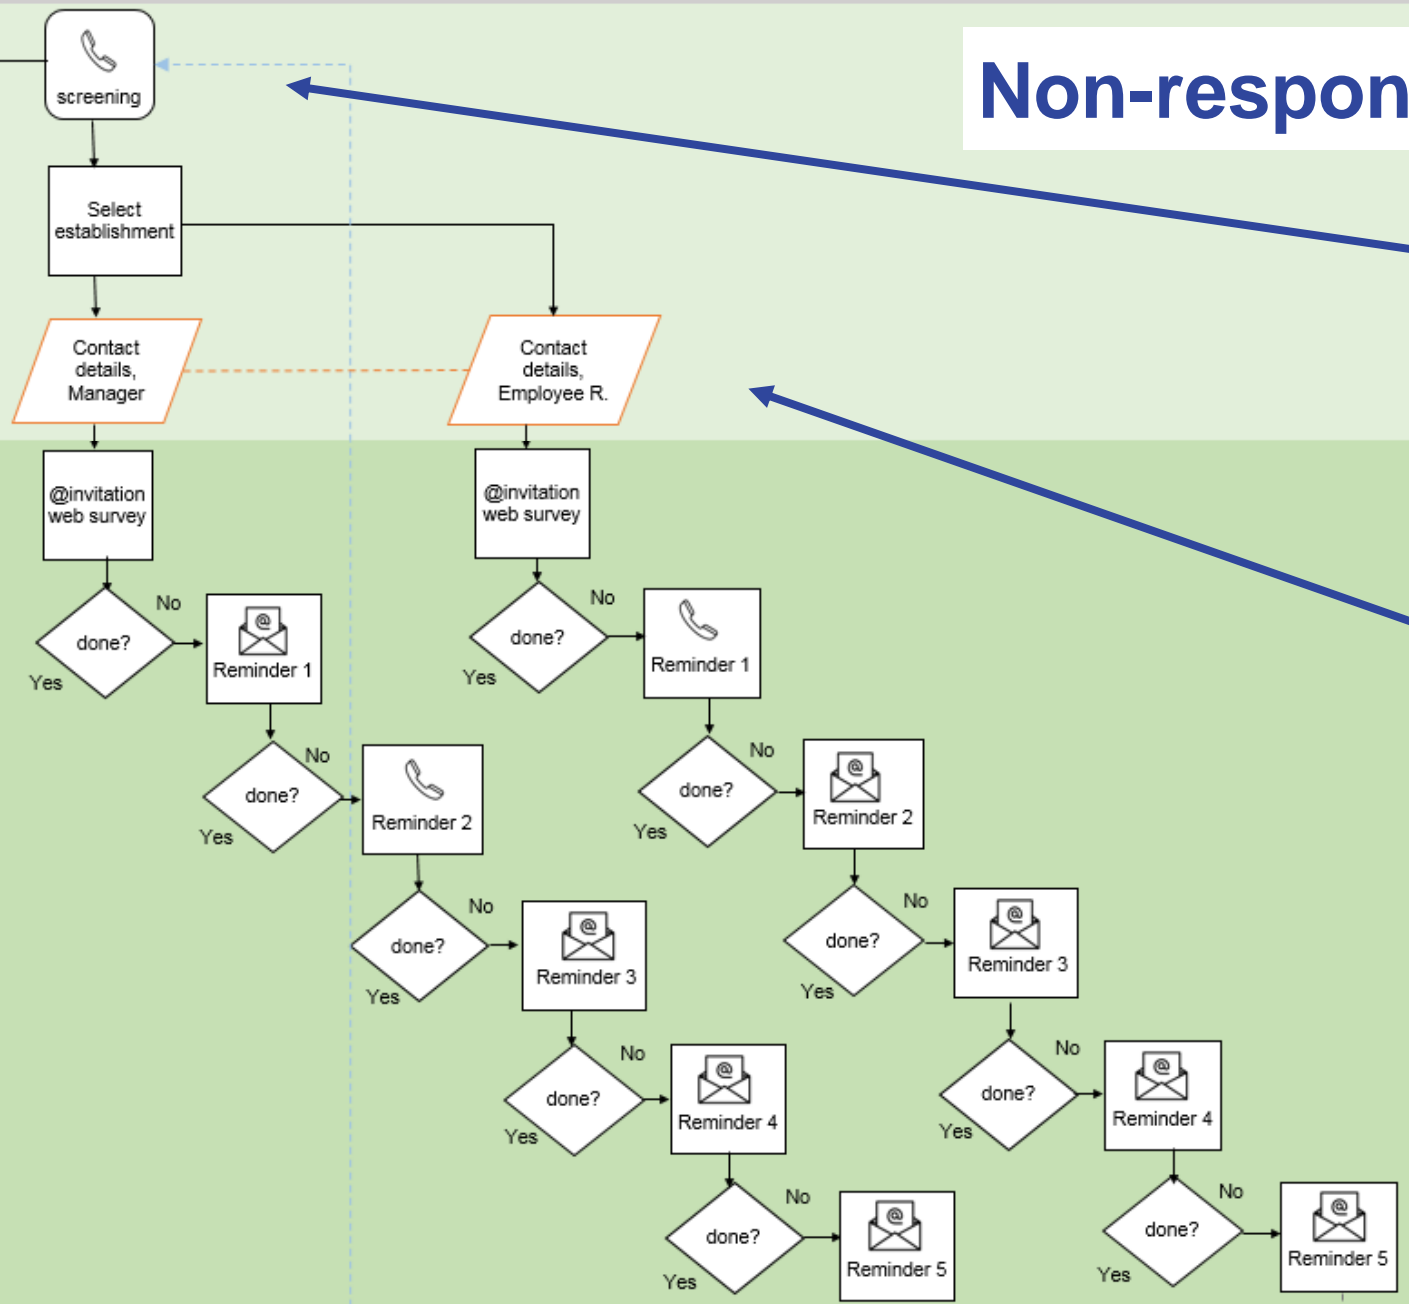 Non-respon
screening
Select
establishment
Contact
details,
Manager
Contact
details,
Employee R.
@invitation
web survey
@invitation
web survey
done?
No
Yes
@
Reminder 1
done?
No
Yes
Reminder 1
done?
No
Yes
Reminder 2
done?
No
Yes
@
Reminder 2
done?
No
Yes
@
Reminder 3
done?
No
Yes
@
Reminder 3
done?
No
Yes
@
Reminder 4
done?
No
Yes
@
Reminder 4
done?
No
Yes
@
Reminder 5
done?
No
Yes
@
Reminder 5